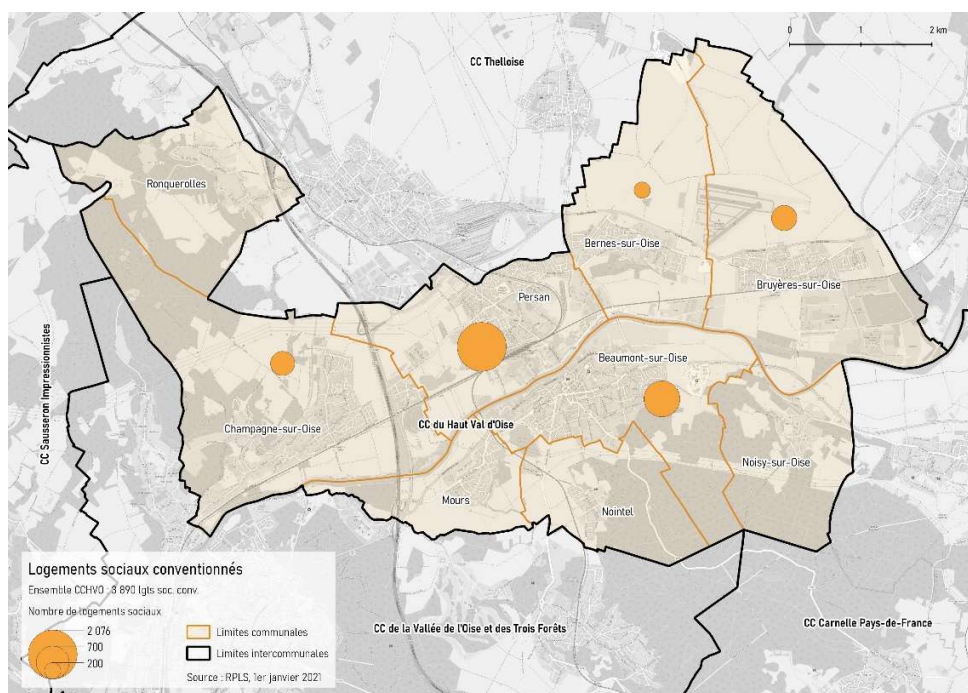 0 1 2 km
CC Thelloise
Ronquerolles
Bernes-sur-Oise
Bruyères-sur-Oise
Persan
Beaumont-sur-Oise
CC Sausseron Impressionnistes
Champagne-sur-Oise
CC du Haut Val d'Oise
Noisy-sur-Oise
Mours
Nointel
CC de la Vallée de l'Oise et des Trois Forêts
CC Carnelle Pays-de-France
Logements sociaux conventionnés
Ensemble CCHVO : 3 890 lgts soc. conv.
Nombre de logements sociaux
2 076
700
200
Limites communales
Limites intercommunales
Source : RPLS, 1er janvier 2021